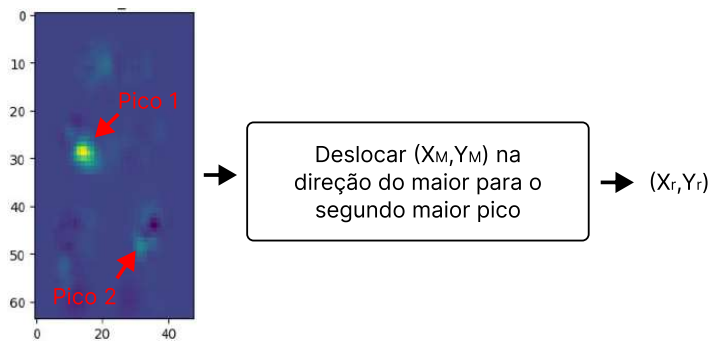 0
10
20
30
40
50
60
0
20
40
Pico 1
Pico 2
Deslocar (XM,YM) na
direção do maior para o
segundo maior pico
(Xr,Yr)